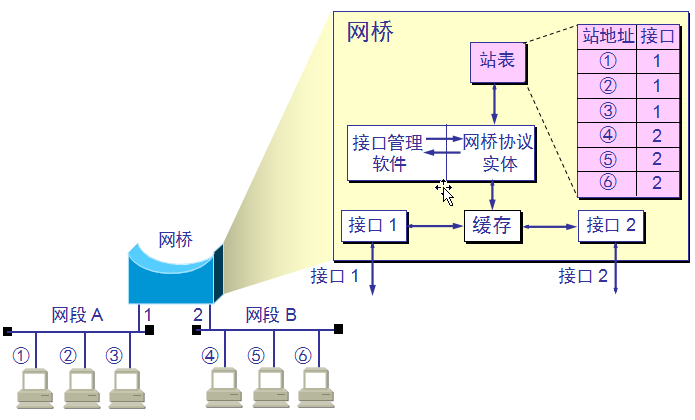 网桥
站表
站地址 接口
① 1
② 1
③ 1
④ 2
⑤ 2
⑥ 2
接口管理
软件
网桥协议
实体
接口 1
缓存
接口 2
接口 1
接口 2
网桥
网段 A
1
2
网段 B
①
②
③
④
⑤
⑥